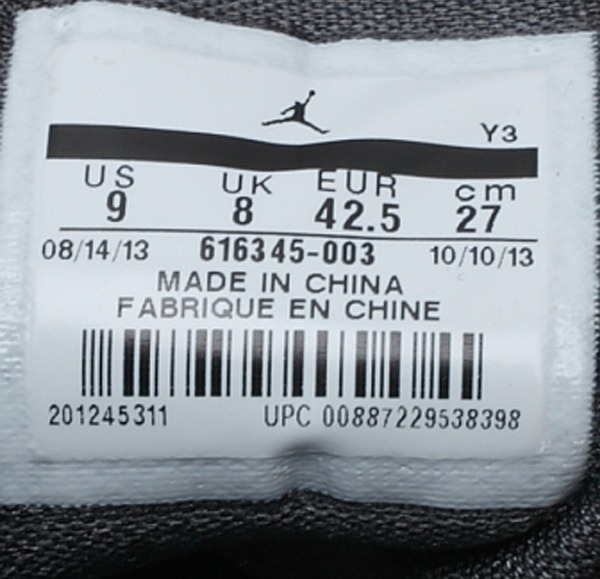 Y3
US UK EUR cm
9 8 42.5 27
08/14/13 616345-003 10/10/13
MADE IN CHINA
FABRIQUE EN CHINE
201245311 UPC 00887229538398